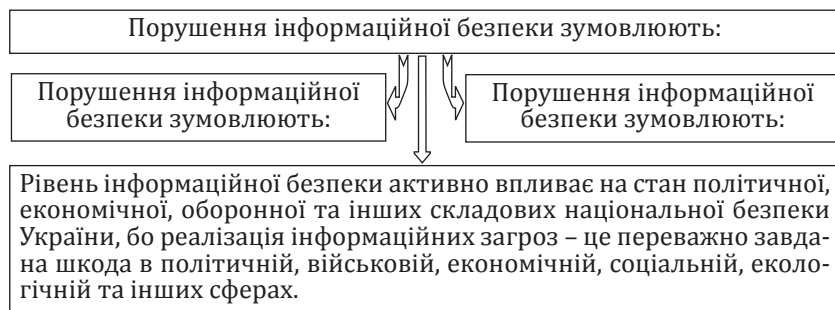 Порушення інформаційної безпеки зумовлюють:
Порушення інформаційної
безпеки зумовлюють:
Порушення інформаційної
безпеки зумовлюють:
Рівень інформаційної безпеки активно впливає на стан політичної,
економічної, оборонної та інших складових національної безпеки
України, бо реалізація інформаційних загроз – це переважно завда-
на шкода в політичній, військовій, економічній, соціальній, еколо-
гічній та інших сферах.